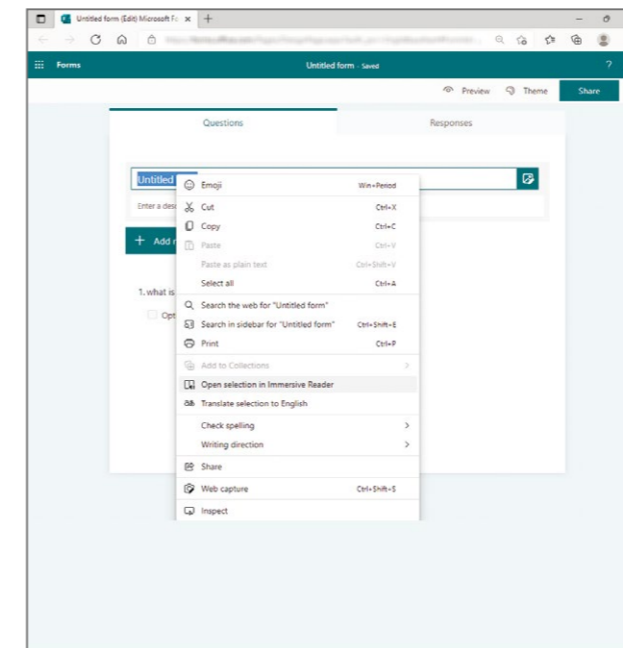 Untitled form (Edit) Microsoft Fo
Forms
Untitled form - Saved
?
Preview
Theme
Share
Questions
Responses
Untitled
Enter a des
Add n
1. what is
Opt
Emoji Win+Period
Cut Ctrl+X
Copy Ctrl+C
Paste Ctrl+V
Paste as plain text Ctrl+Shift+V
Select all Ctrl+A
Search the web for "Untitled form"
Search in sidebar for "Untitled form" Ctrl+Shift+E
Print Ctrl+P
Add to Collections
Open selection in Immersive Reader
Translate selection to English
Check spelling
Writing direction
Share
Web capture Ctrl+Shift+S
Inspect